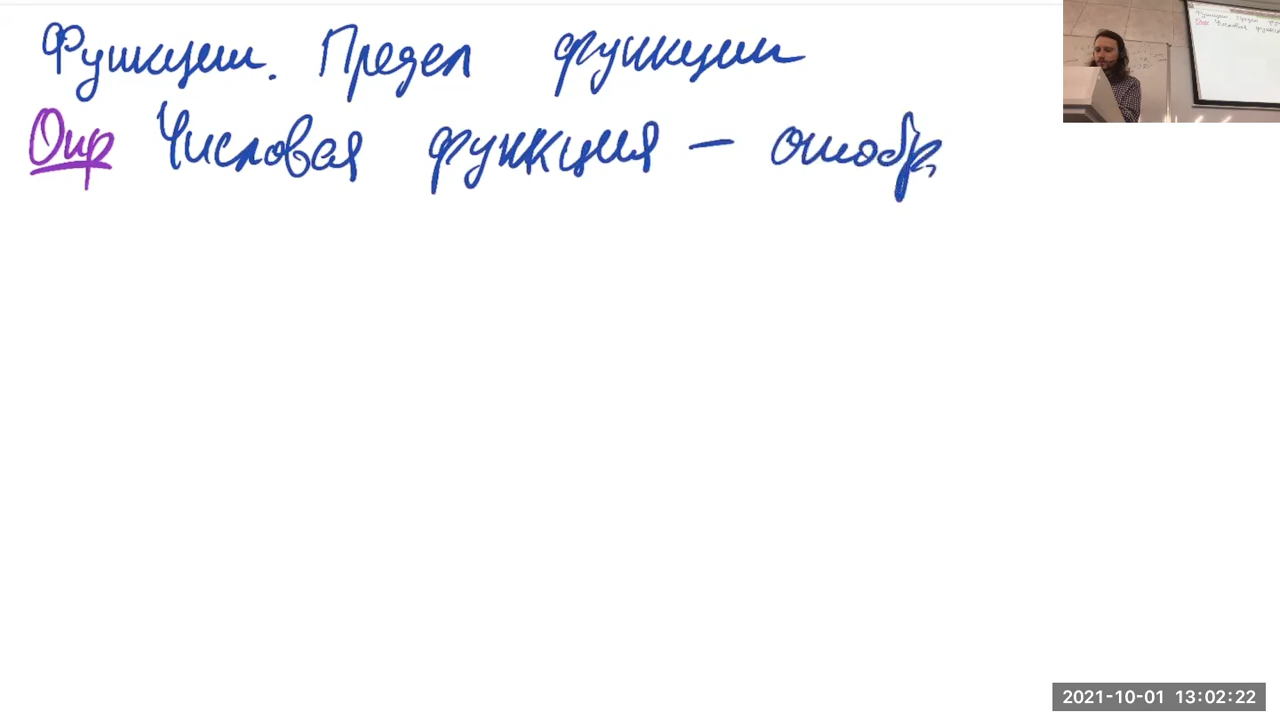 Функции. Предел функции
Опр Числовая функция – отобр
2021-10-01 13:02:22